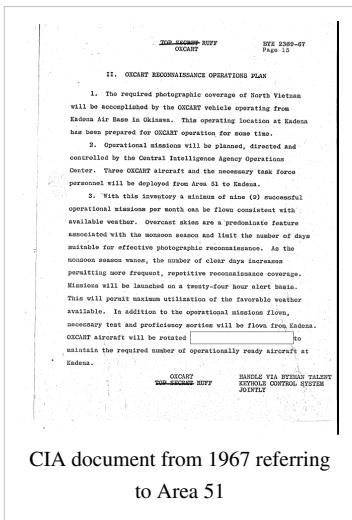 TOP SECRET RUFF
OXCART
BYE 2369-67
Page 15
II. OXCART RECONNAISSANCE OPERATIONS PLAN
1. The required photographic coverage of North Vietnam
will be accomplished by the OXCART vehicle operating from
Kadena Air Base in Okinawa. This operating location at Kadena
has been prepared for OXCART operation for some time.
2. Operational missions will be planned, directed and
controlled by the Central Intelligence Agency Operations
Center. Three OXCART aircraft and the necessary task force
personnel will be deployed from Area 51 to Kadena.
3. With this inventory a minimum of nine (9) successful
operational missions per month can be flown consistent with
available weather. Overcast skies are a predominate feature
associated with the monsoon season and limit the number of days
suitable for effective photographic reconnaissance. As the
monsoon season wanes, the number of clear days increases
permitting more frequent, repetitive reconnaissance coverage.
Missions will be launched on a twenty-four hour alert basis.
This will permit maximum utilization of the favorable weather
available. In addition to the operational missions flown,
necessary test and proficiency sorties will be flown from Kadena.
OXCART aircraft will be rotated to
maintain the required number of operationally ready aircraft at
Kadena.
OXCART
TOP SECRET RUFF
HANDLE VIA BYEMAN TALENT
KEYHOLE CONTROL SYSTEM
JOINTLY
CIA document from 1967 referring
to Area 51